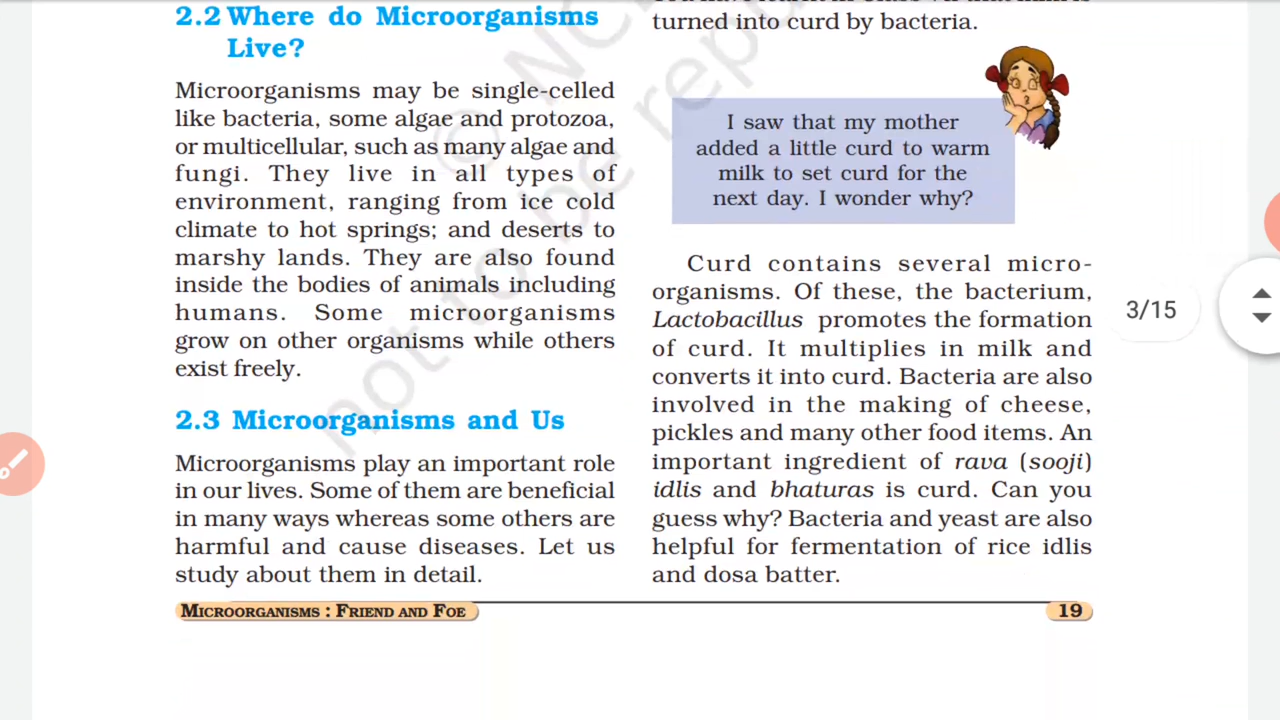 2.2 Where do Microorganisms
Live?
Microorganisms may be single-celled
like bacteria, some algae and protozoa,
or multicellular, such as many algae and
fungi. They live in all types of
environment, ranging from ice cold
climate to hot springs; and deserts to
marshy lands. They are also found
inside the bodies of animals including
humans. Some microorganisms
grow on other organisms while others
exist freely.
2.3 Microorganisms and Us
Microorganisms play an important role
in our lives. Some of them are beneficial
in many ways whereas some others are
harmful and cause diseases. Let us
study about them in detail.
turned into curd by bacteria.
I saw that my mother
added a little curd to warm
milk to set curd for the
next day. I wonder why?
Curd contains several micro-
organisms. Of these, the bacterium,
Lactobacillus promotes the formation
of curd. It multiplies in milk and
converts it into curd. Bacteria are also
involved in the making of cheese,
pickles and many other food items. An
important ingredient of rava (sooji)
idlis and bhaturas is curd. Can you
guess why? Bacteria and yeast are also
helpful for fermentation of rice idlis
and dosa batter.
MICROORGANISMS : FRIEND AND FOE
19
3/15
© NC
not to be rep